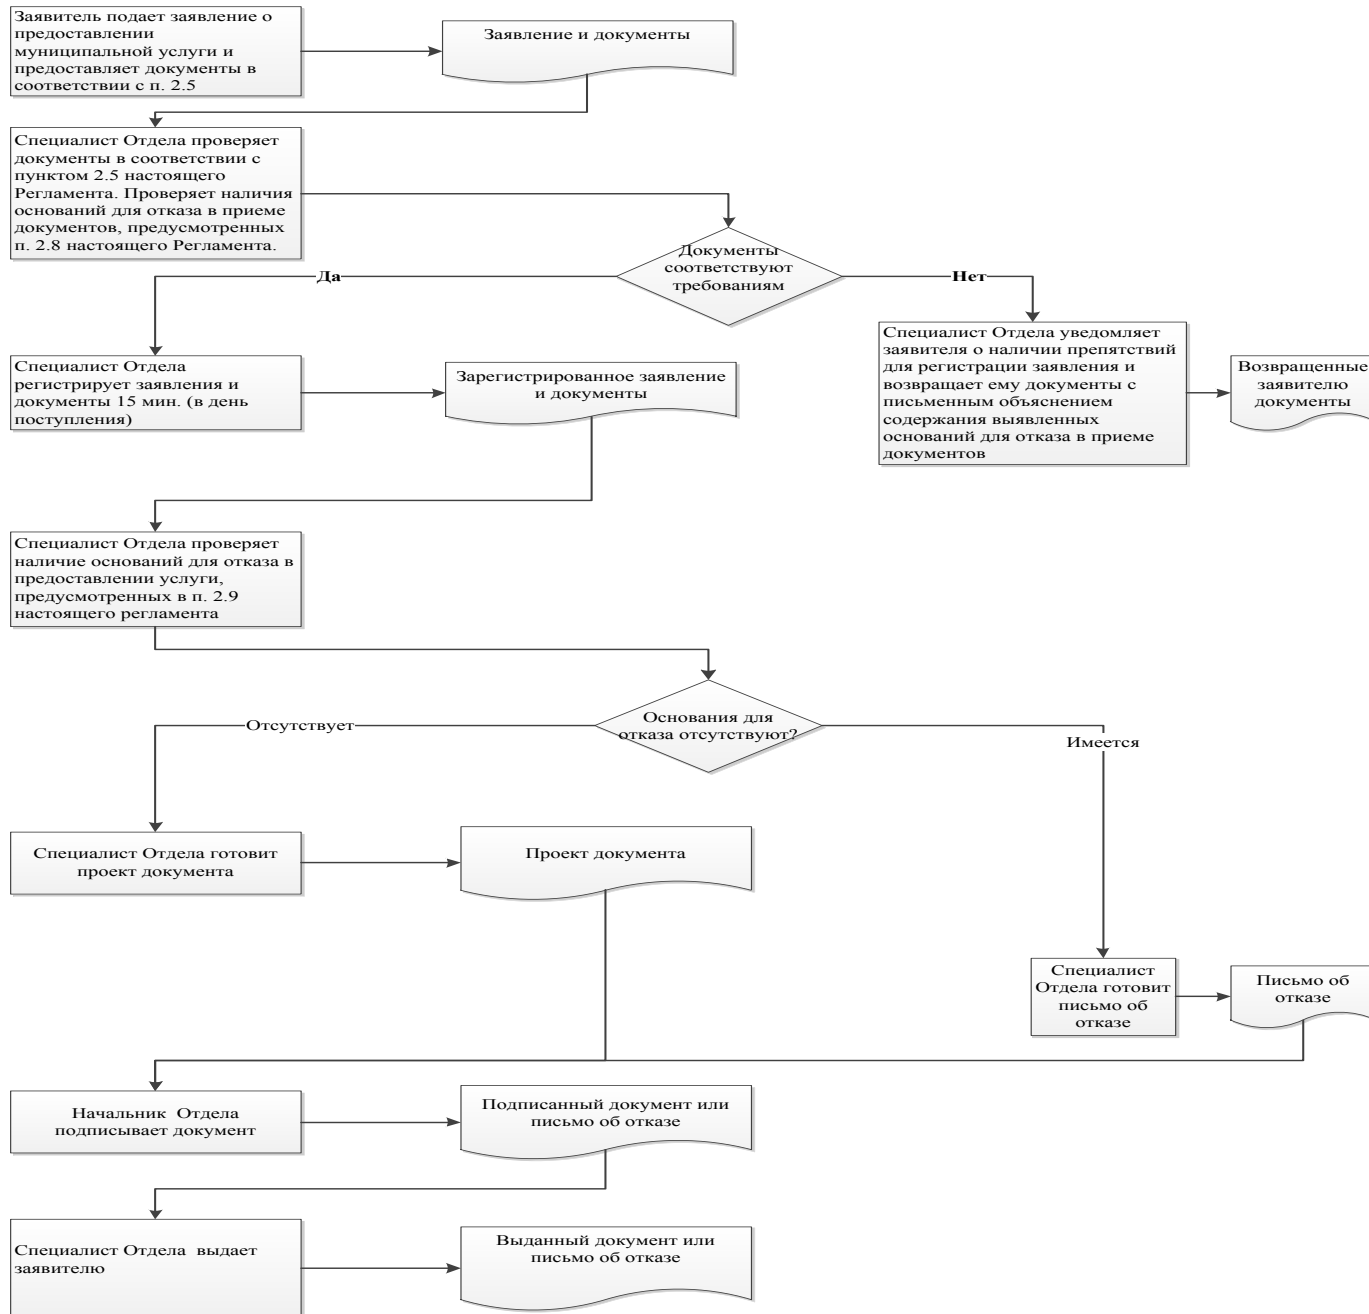 Заявитель подает заявление о
предоставлении
муниципальной услуги и
предоставляет документы в
соответствии с п. 2.5
Заявление и документы
Специалист Отдела проверяет
документы в соответствии с
пунктом 2.5 настоящего
Регламента. Проверяет наличия
оснований для отказа в приеме
документов, предусмотренных
п. 2.8 настоящего Регламента.
Документы
соответствуют
требованиям
Да
Нет
Специалист Отдела
регистрирует заявления и
документы 15 мин. (в день
поступления)
Зарегистрированное заявление
и документы
Специалист Отдела уведомляет
заявителя о наличии препятствий
для регистрации заявления и
возвращает ему документы с
письменным объяснением
содержания выявленных
оснований для отказа в приеме
документов
Возвращенные
заявителю
документы
Специалист Отдела проверяет
наличие оснований для отказа в
предоставлении услуги,
предусмотренных в п. 2.9
настоящего регламента
Основания для
отказа отсутствуют?
Отсутствует
Имеется
Специалист Отдела готовит
проект документа
Проект документа
Специалист
Отдела готовит
письмо об
отказе
Письмо об
отказе
Начальник  Отдела
подписывает документ
Подписанный документ или
письмо об отказе
Специалист Отдела  выдает
заявителю
Выданный документ или
письмо об отказе